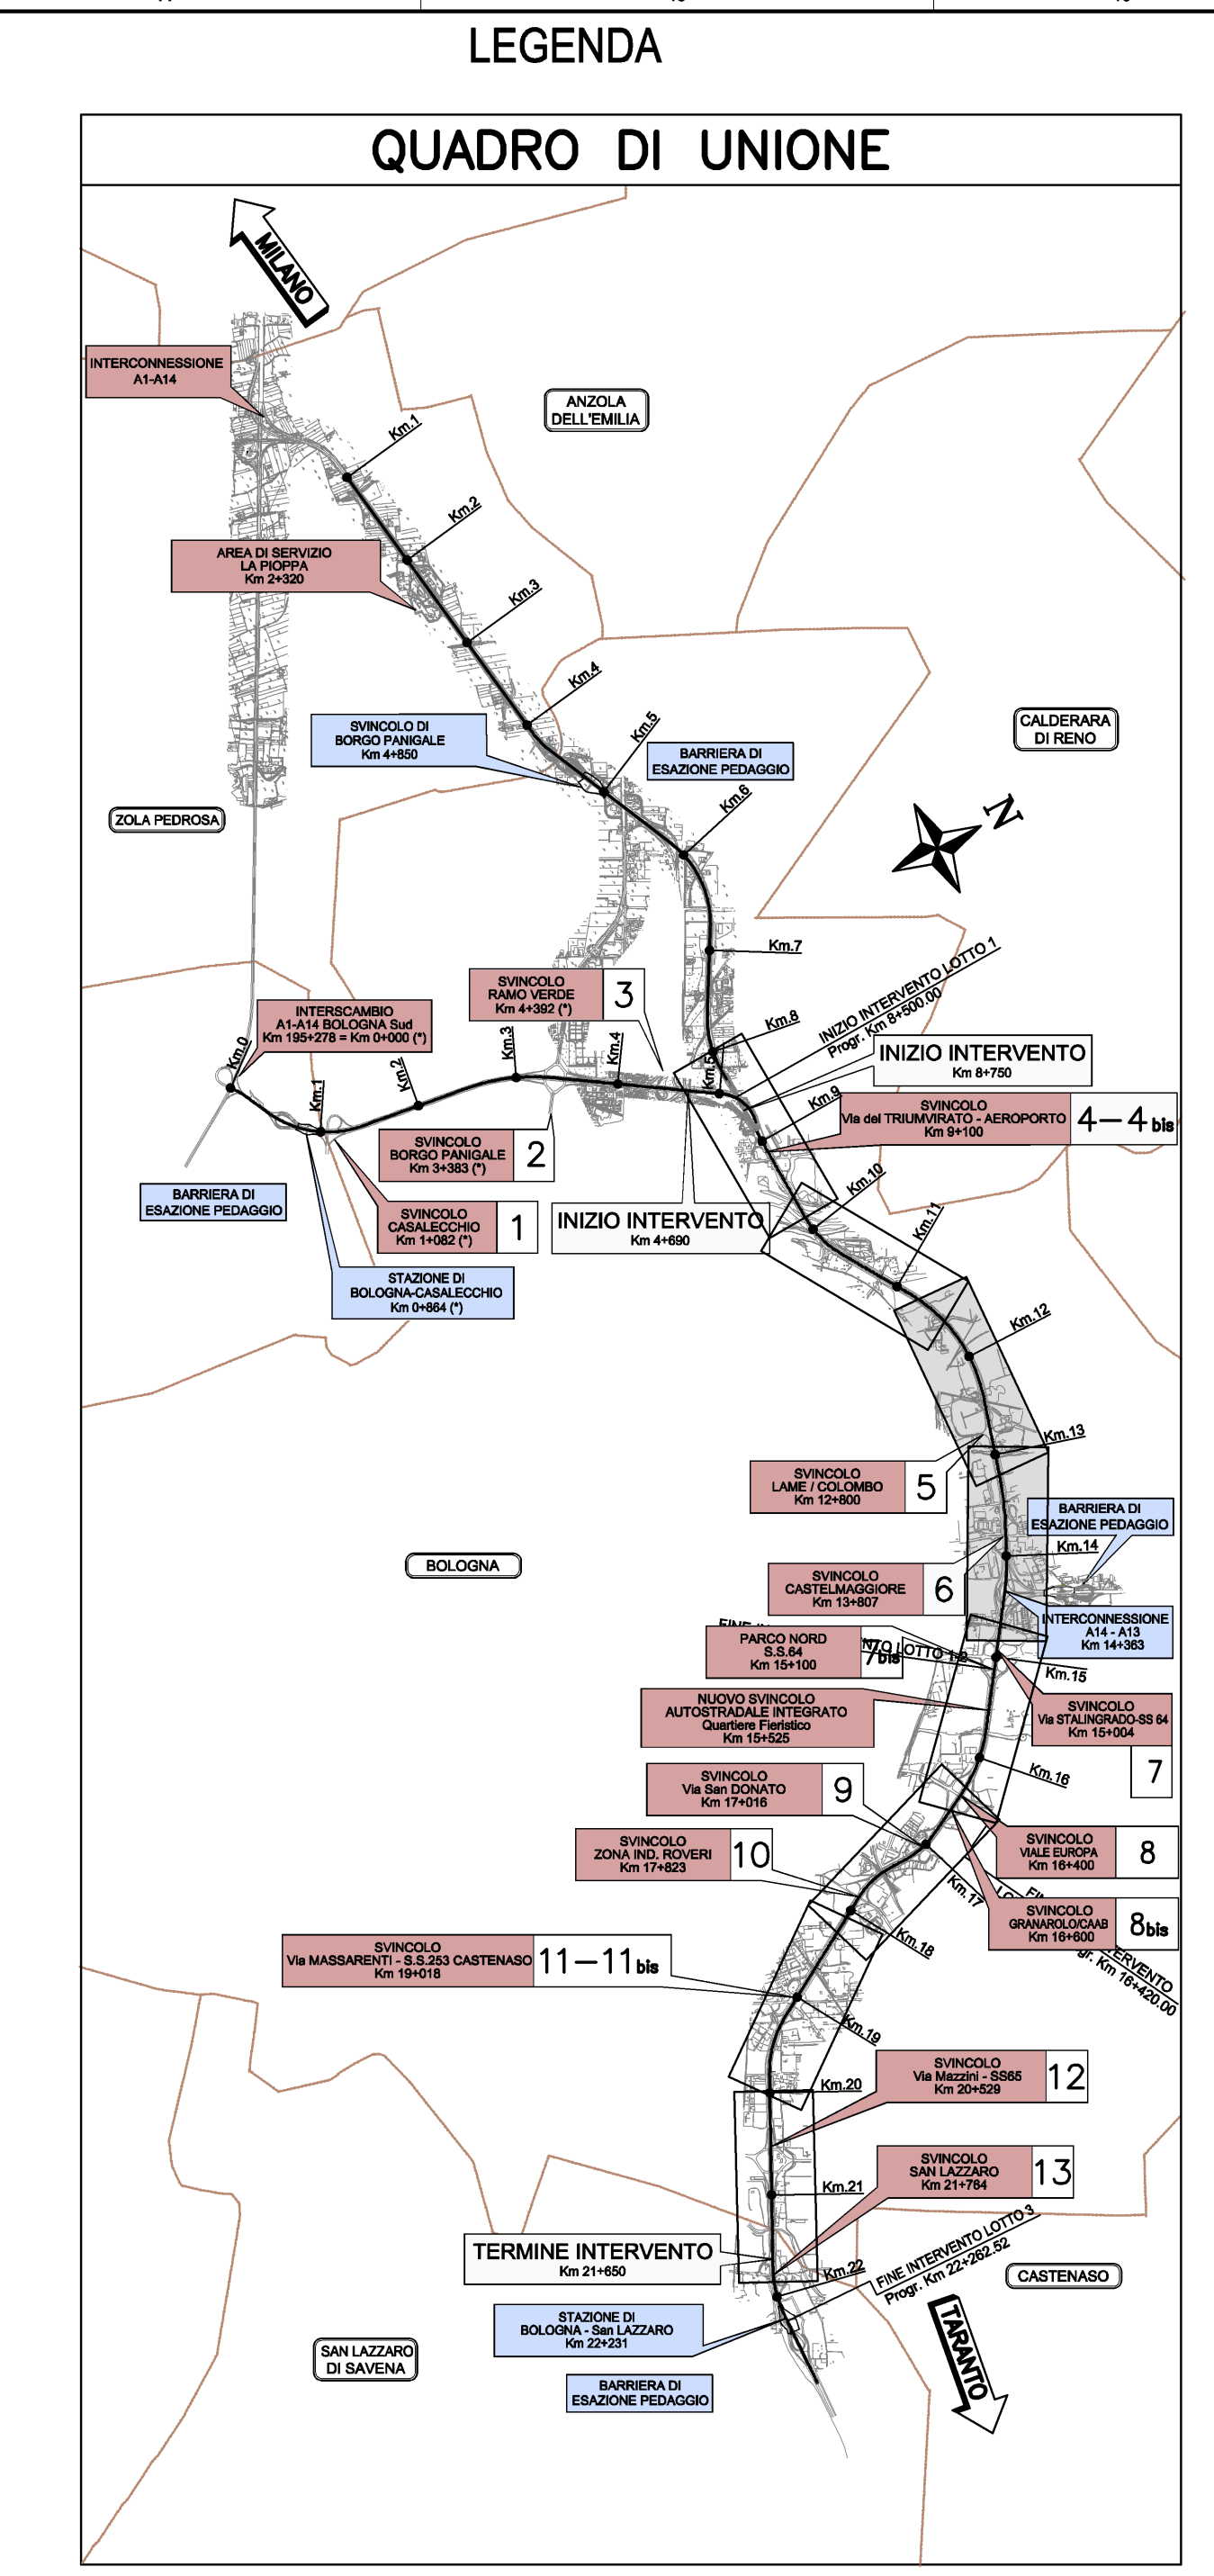 LEGENDA
QUADRO DI UNIONE
MILANO
INTERCONNESSIONE
A1-A14
ANZOLA
DELL'EMILIA
Km.1
Km.2
AREA DI SERVIZIO
LA PIOPPA
Km 2+320
Km.3
Km.4
SVINCOLO DI
BORGO PANIGALE
Km 4+850
Km.5
BARRIERA DI
ESAZIONE PEDAGGIO
CALDERARA
DI RENO
Km.6
ZOLA PEDROSA
N
Km.7
SVINCOLO
RAMO VERDE
Km 4+392 (*)
3
INTERSCAMBIO
A1-A14 BOLOGNA Sud
Km 195+278 = Km 0+000 (*)
Km.0
Km.1
Km.2
Km.3
Km.4
Km.5
Km.8
INIZIO INTERVENTO LOTTO 1
Progr. Km 8+500.00
INIZIO INTERVENTO
Km 8+750
Km.9
SVINCOLO
Via del TRIUMVIRATO - AEROPORTO
Km 9+100
4-4 bis
SVINCOLO
BORGO PANIGALE
Km 3+383 (*)
2
BARRIERA DI
ESAZIONE PEDAGGIO
SVINCOLO
CASALECCHIO
Km 1+082 (*)
1
INIZIO INTERVENTO
Km 4+690
Km.10
Km.11
STAZIONE DI
BOLOGNA-CASALECCHIO
Km 0+864 (*)
Km.12
Km.13
SVINCOLO
LAME / COLOMBO
Km 12+800
5
BARRIERA DI
ESAZIONE PEDAGGIO
Km.14
BOLOGNA
SVINCOLO
CASTELMAGGIORE
Km 13+807
6
INTERCONNESSIONE
A14 - A13
Km 14+363
PARCO NORD
S.S.64
Km 15+100
7bis
LOTTO
Km.15
NUOVO SVINCOLO
AUTOSTRADALE INTEGRATO
Quartiere Fieristico
Km 15+525
SVINCOLO
Via STALINGRADO-SS 64
Km 15+004
7
Km.16
SVINCOLO
Via San DONATO
Km 17+016
9
SVINCOLO
ZONA IND. ROVERI
Km 17+823
10
SVINCOLO
VIALE EUROPA
Km 16+400
8
Km.17
SVINCOLO
GRANAROLO/CAAB
Km 16+600
8bis
Km 16+420.00
Km.18
SVINCOLO
Via MASSARENTI - S.S.253 CASTENASO
Km 19+018
11-11bis
Km.19
Km.20
SVINCOLO
Via Mazzini - SS65
Km 20+529
12
Km.21
SVINCOLO
SAN LAZZARO
Km 21+764
13
TERMINE INTERVENTO
Km 21+650
Km.22
FINE INTERVENTO LOTTO 3
Progr. Km 22+262.52
CASTENASO
STAZIONE DI
BOLOGNA - San LAZZARO
Km 22+231
SAN LAZZARO
DI SAVENA
BARRIERA DI
ESAZIONE PEDAGGIO
TARANTO